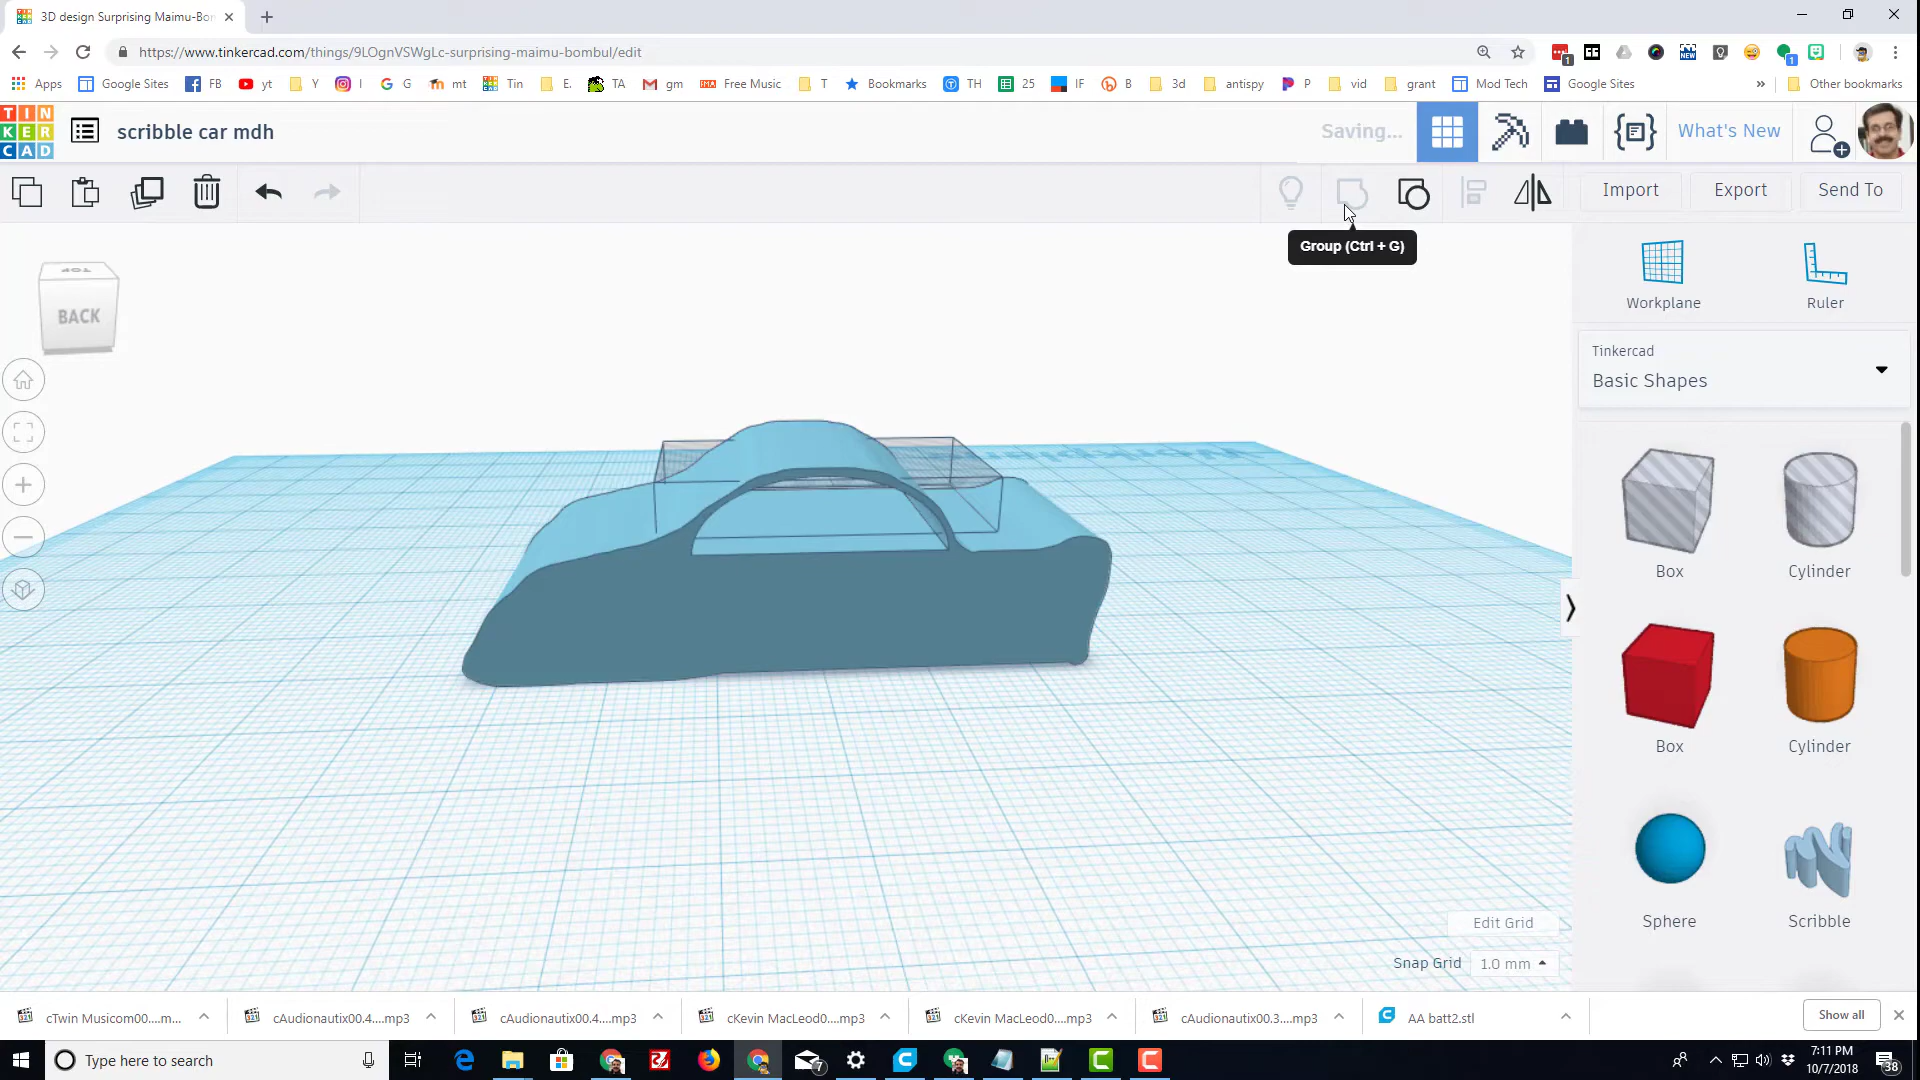 3D design Surprising Maimu-Bom
https://www.tinkercad.com/things/9LOgnVSWgLc-surprising-maimu-bombul/edit
Apps Google Sites FB yt Y I G mt Tin E. TA gm Free Music T Bookmarks TH 25 IF B 3d antispy P vid grant Mod Tech Google Sites » Other bookmarks
TIN
KER
CAD
scribble car mdh
Saving...
What's New
Import Export Send To
Group (Ctrl + G)
TOP
BACK
Workplane Ruler
Tinkercad
Basic Shapes
Workplane
Box Cylinder
Box Cylinder
Sphere Scribble
Edit Grid
Snap Grid 1.0 mm
cTwin Musicom00....m... cAudionautix00.4....mp3 cAudionautix00.4....mp3 cKevin MacLeod0....mp3 cKevin MacLeod0....mp3 cAudionautix00.3....mp3 AA batt2.stl Show all
Type here to search
7:11 PM
10/7/2018
38